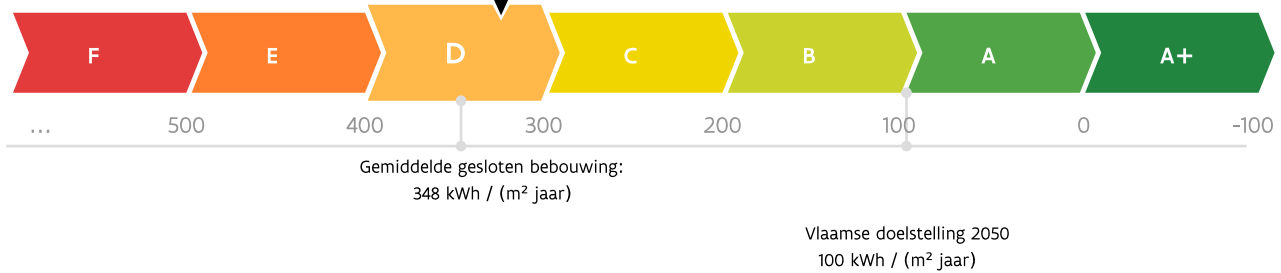 F E D C B A A+
... 500 400 300 200 100 0 -100
Gemiddelde gesloten bebouwing:
348 kWh / (m² jaar)
Vlaamse doelstelling 2050
100 kWh / (m² jaar)